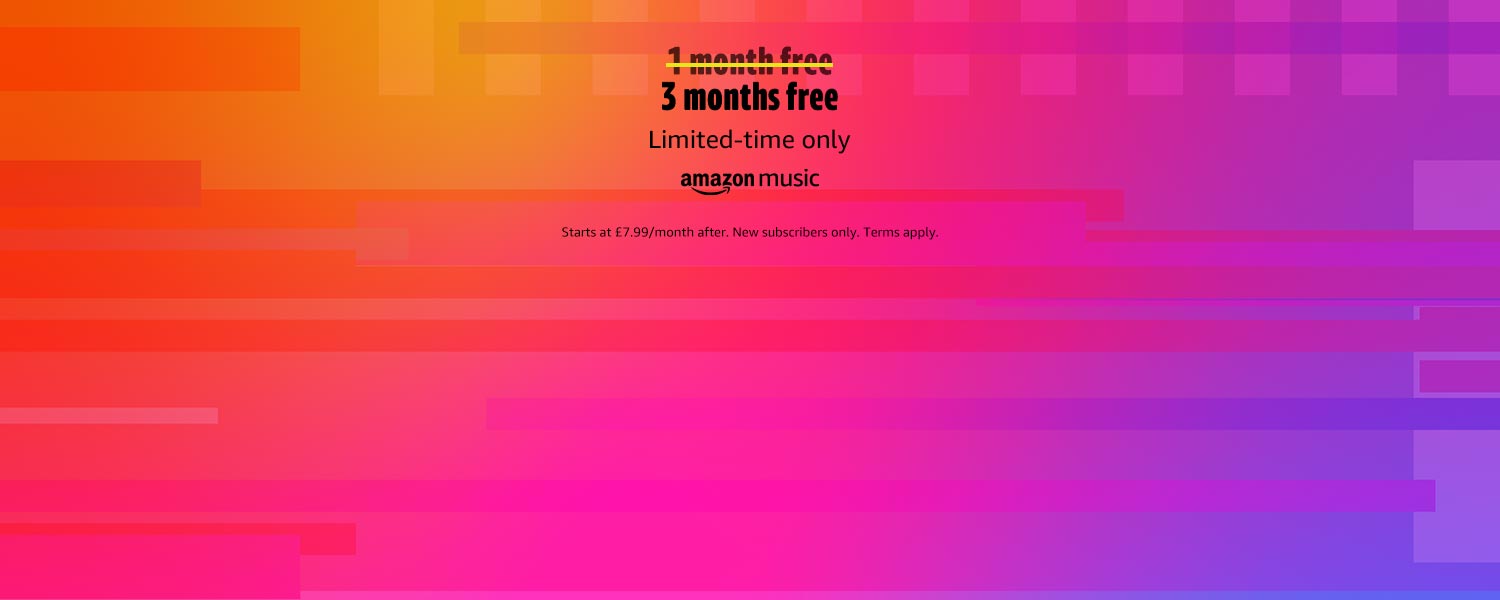 1 month free
3 months free
Limited-time only
amazon music
Starts at £7.99/month after. New subscribers only. Terms apply.